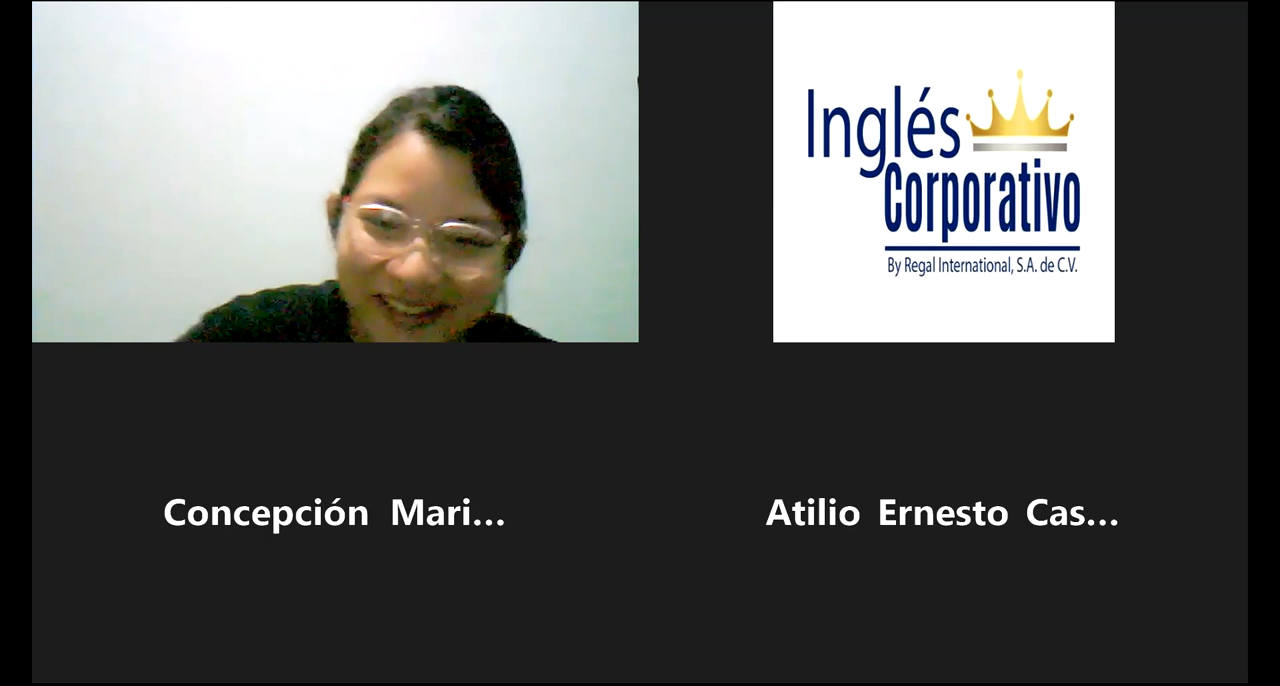 Inglés
Corporativo
By Regal International, S.A. de C.V.
Concepción Mari...
Atilio Ernesto Cas...